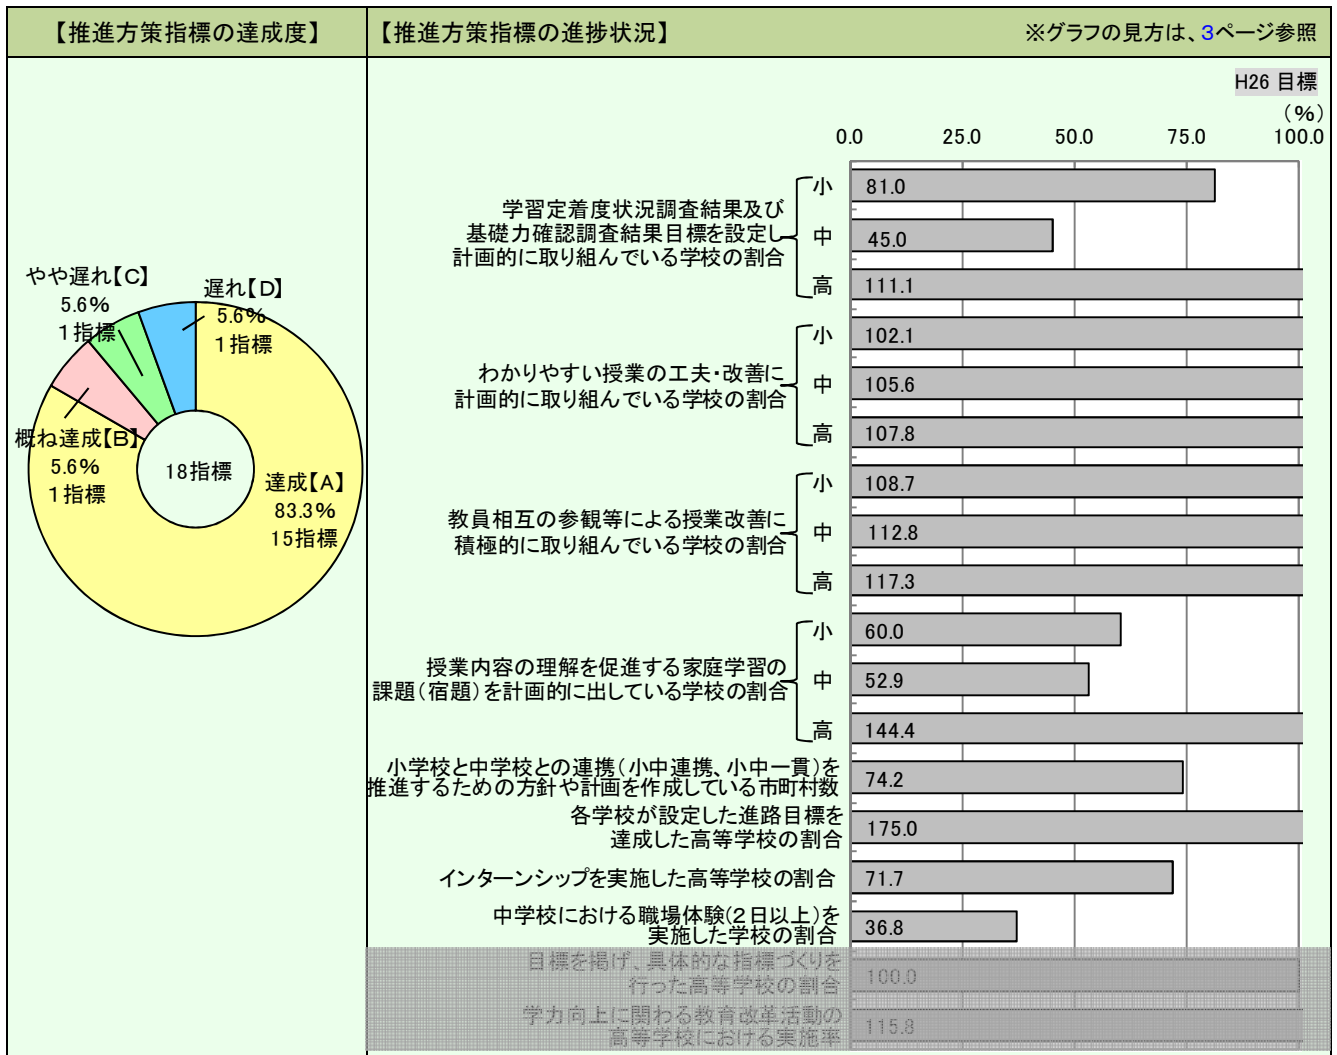 【推進方策指標の達成度】
【推進方策指標の進捗状況】
※グラフの見方は、3ページ参照
やや遅れ【C】
5.6%
1指標
遅れ【D】
5.6%
1指標
概ね達成【B】
5.6%
1指標
18指標
達成【A】
83.3%
15指標
H26 目標
(%)
0.0 25.0 50.0 75.0 100.0
学習定着度状況調査結果及び
基礎力確認調査結果目標を設定し
計画的に取り組んでいる学校の割合
小 81.0
中 45.0
高 111.1
わかりやすい授業の工夫・改善に
計画的に取り組んでいる学校の割合
小 102.1
中 105.6
高 107.8
教員相互の参観等による授業改善に
積極的に取り組んでいる学校の割合
小 108.7
中 112.8
高 117.3
授業内容の理解を促進する家庭学習の
課題(宿題)を計画的に出している学校の割合
小 60.0
中 52.9
高 144.4
小学校と中学校との連携(小中連携、小中一貫)を
推進するための方針や計画を作成している市町村数
74.2
各学校が設定した進路目標を
達成した高等学校の割合
175.0
インターンシップを実施した高等学校の割合
71.7
中学校における職場体験(2日以上)を
実施した学校の割合
36.8
目標を掲げ、具体的な指標づくりを
行った高等学校の割合
100.0
学力向上に関わる教育改革活動の
高等学校における実施率
115.8